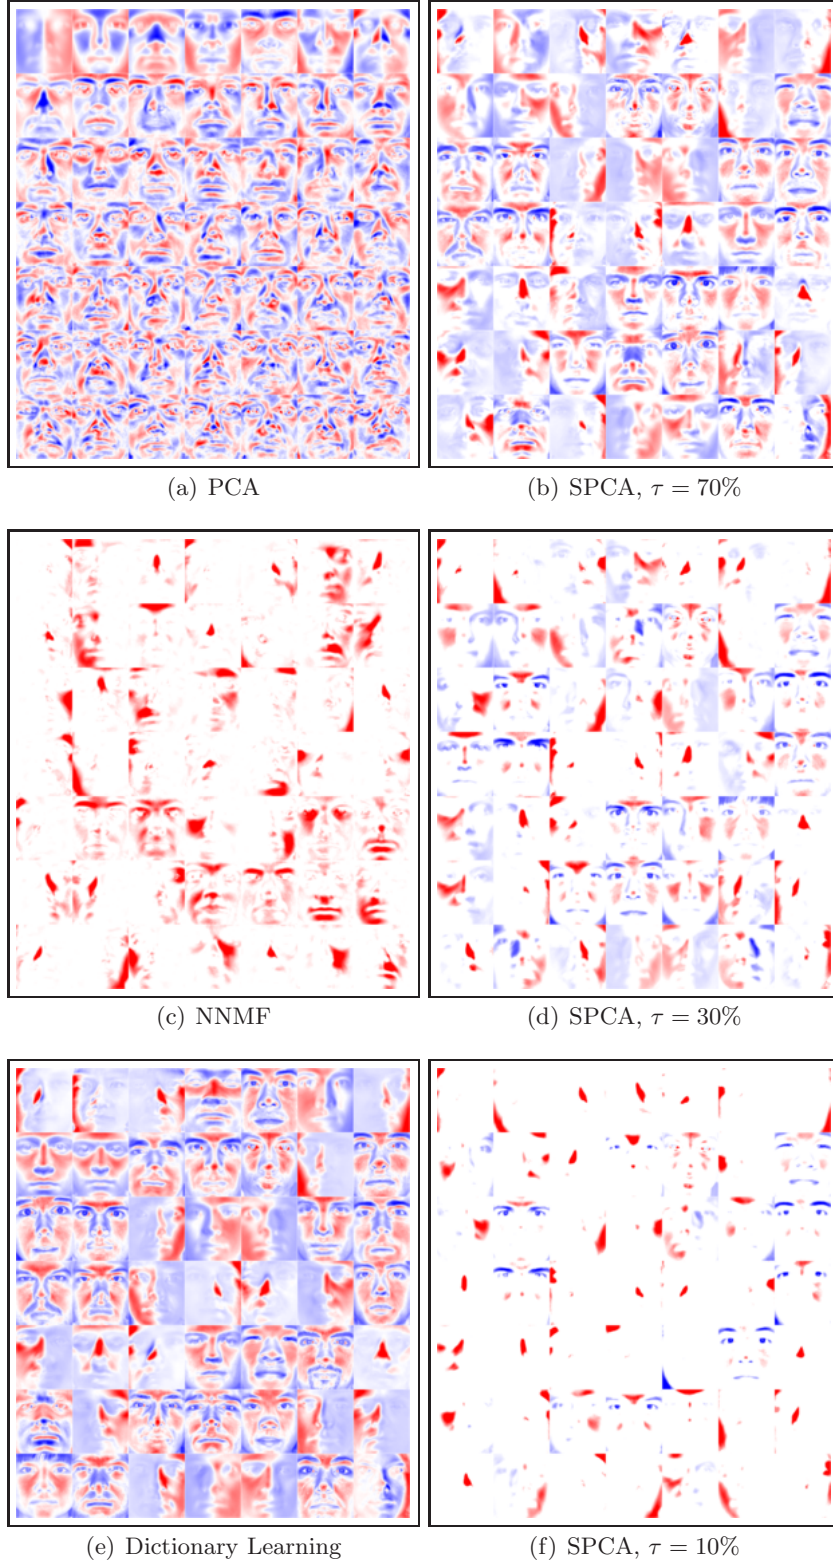 (a) PCA
(b) SPCA, τ = 70%
(c) NNMF
(d) SPCA, τ = 30%
(e) Dictionary Learning
(f) SPCA, τ = 10%